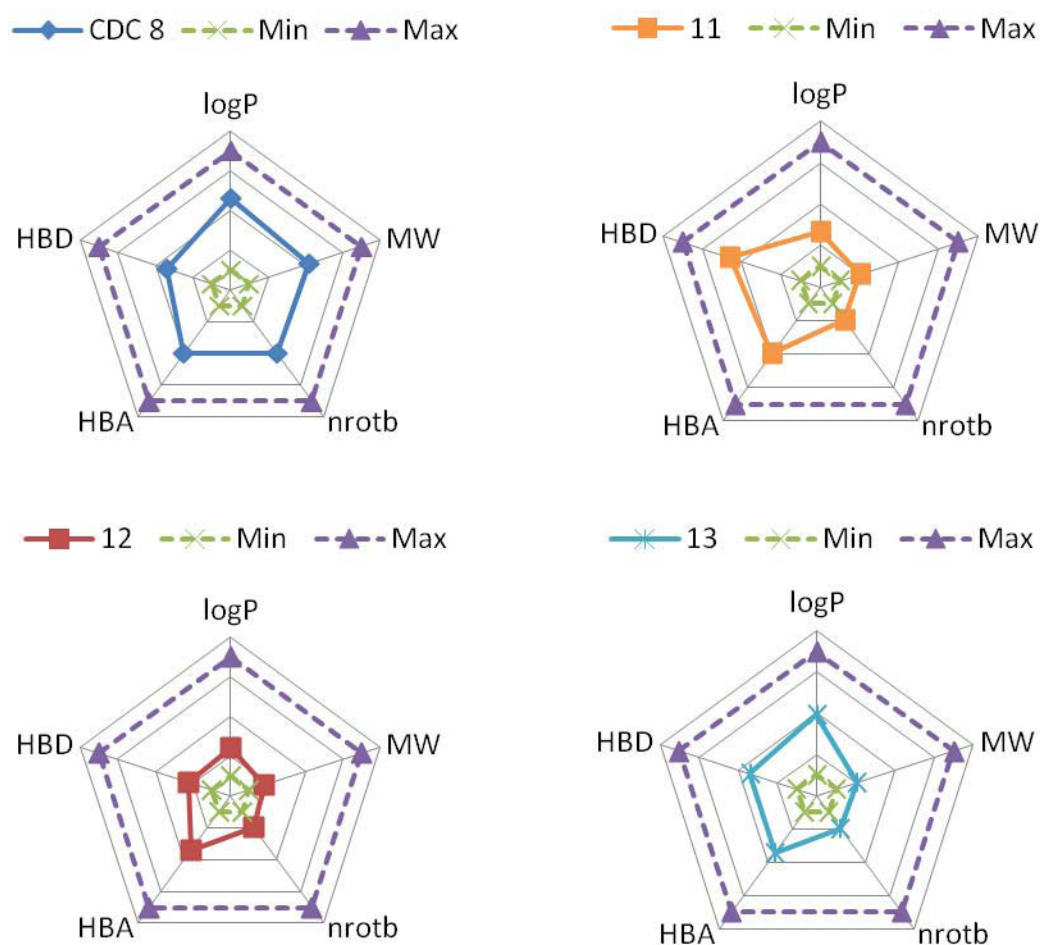 CDC 8 Min Max
logP
HBD MW
HBA nrotb
11 Min Max
logP
HBD MW
HBA nrotb
12 Min Max
logP
HBD MW
HBA nrotb
13 Min Max
logP
HBD MW
HBA nrotb